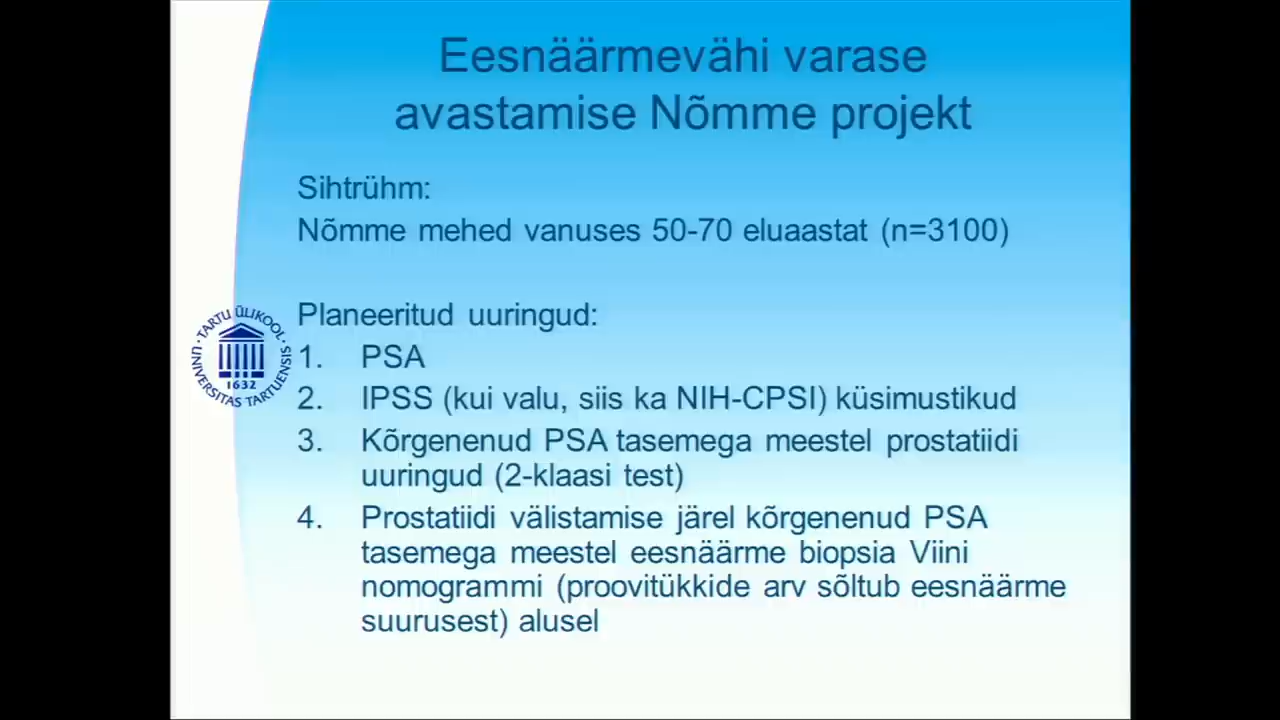 Eesnäärmevähi varase
avastamise Nõmme projekt
Sihtrühm:
Nõmme mehed vanuses 50-70 eluaastat (n=3100)
Planeeritud uuringud:
1. PSA
2. IPSS (kui valu, siis ka NIH-CPSI) küsimustikud
3. Kõrgenenud PSA tasemega meestel prostatiidi
uuringud (2-klaasi test)
4. Prostatiidi välistamise järel kõrgenenud PSA
tasemega meestel eesnäärme biopsia Viini
nomogrammi (proovitükkide arv sõltub eesnäärme
suurusest) alusel
TARTU ÜLIKOOL
UNIVERSITAS TARTUENSIS
1632